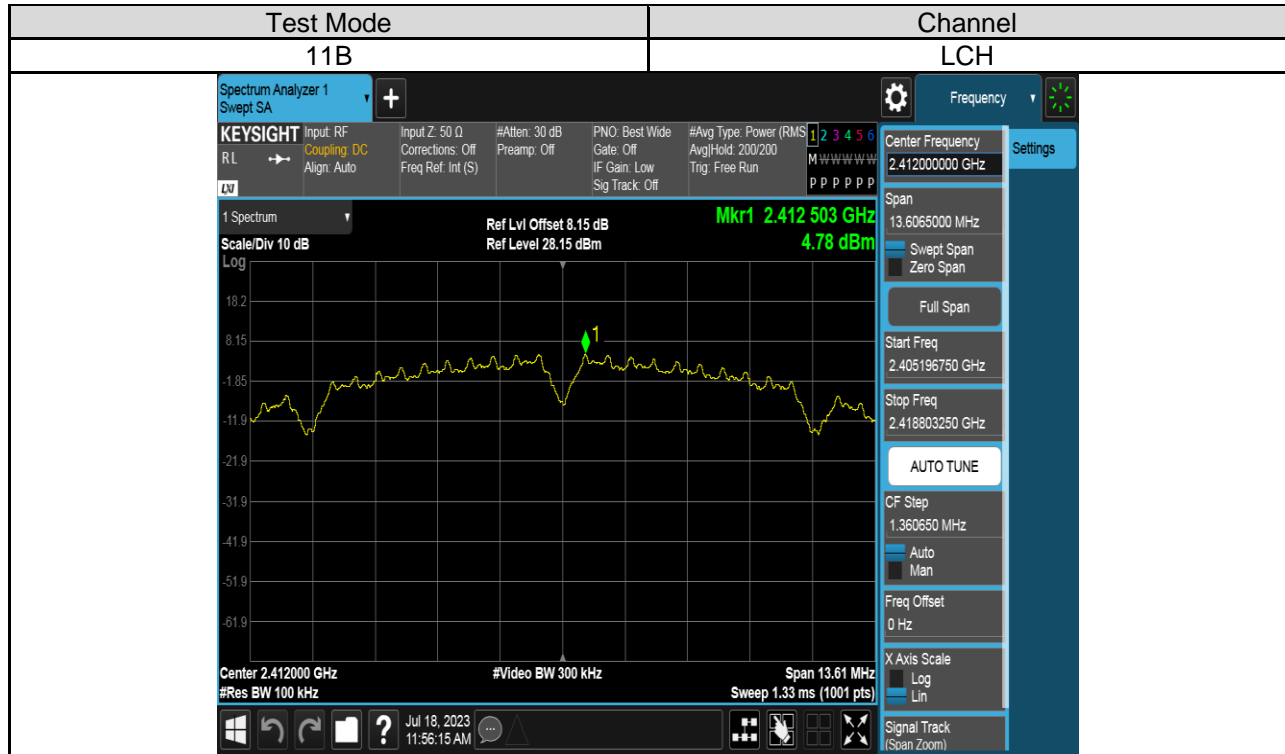 Test Mode Channel
11B LCH
Spectrum Analyzer 1
Swept SA
+
Frequency
KEYSIGHT
RL
LXI
Input: RF
Coupling: DC
Align: Auto
Input Z: 50 Ω
Corrections: Off
Freq Ref: Int (S)
#Atten: 30 dB
Preamp: Off
PNO: Best Wide
Gate: Off
IF Gain: Low
Sig Track: Off
#Avg Type: Power (RMS
Avg|Hold: 200/200
Trig: Free Run
1 2 3 4 5 6
M W W W W W
P P P P P P
Center Frequency
2.412000000 GHz
Settings
Span
13.6065000 MHz
Swept Span
Zero Span
Full Span
Start Freq
2.405196750 GHz
Stop Freq
2.418803250 GHz
AUTO TUNE
CF Step
1.360650 MHz
Auto
Man
Freq Offset
0 Hz
X Axis Scale
Log
Lin
Signal Track
(Span Zoom)
1 Spectrum
Scale/Div 10 dB
Log
Ref Lvl Offset 8.15 dB
Ref Level 28.15 dBm
Mkr1 2.412 503 GHz
4.78 dBm
18.2
8.15
-1.85
-11.9
-21.9
-31.9
-41.9
-51.9
-61.9
1
Center 2.412000 GHz
#Res BW 100 kHz
#Video BW 300 kHz
Span 13.61 MHz
Sweep 1.33 ms (1001 pts)
?
Jul 18, 2023
11:56:15 AM